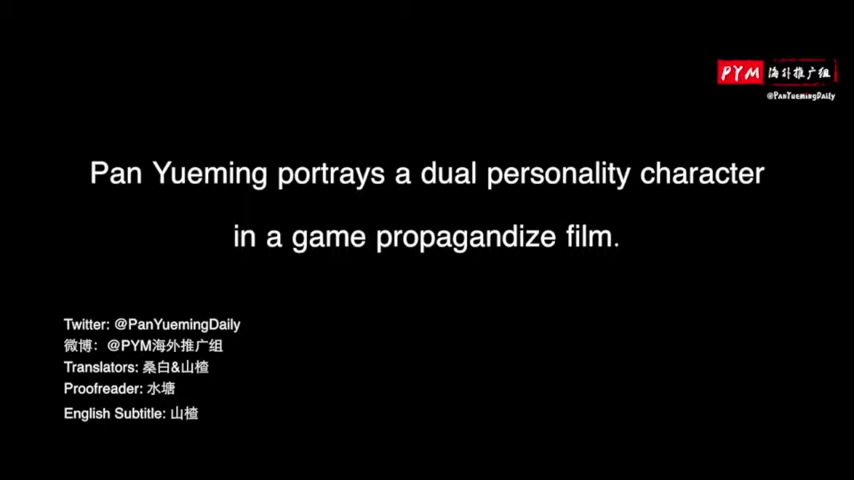 PYM 海外推广组
@PanYuemingDaily
Pan Yueming portrays a dual personality character
in a game propagandize film.
Twitter: @PanYuemingDaily
微博：@PYM海外推广组
Translators: 桑白&山楂
Proofreader: 水塘
English Subtitle: 山楂